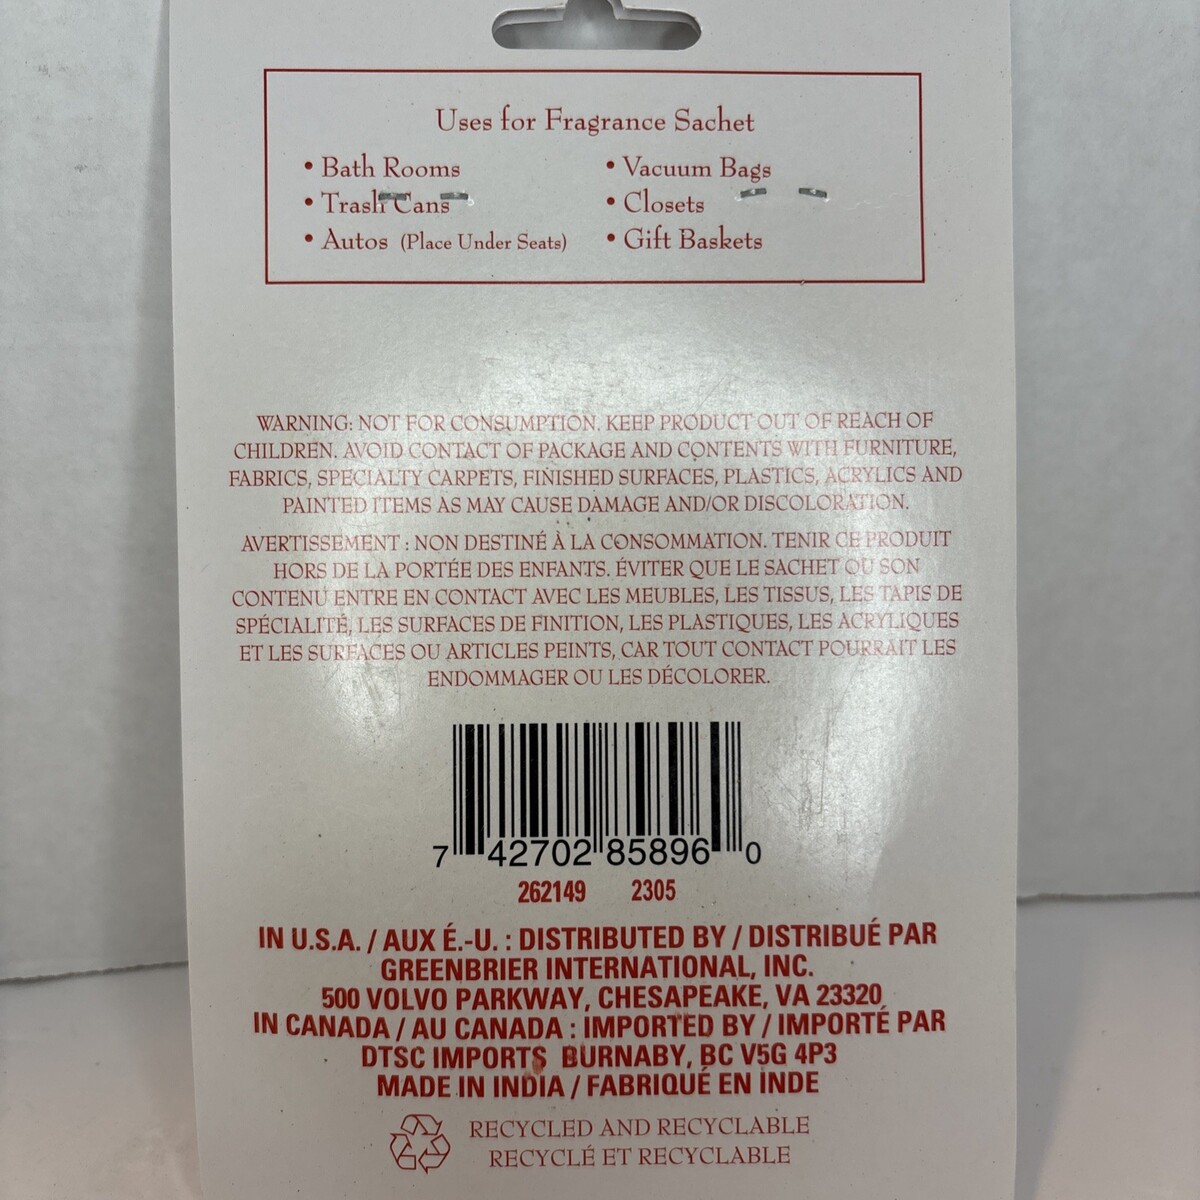 Uses for Fragrance Sachet
• Bath Rooms
• Trash Cans
• Autos (Place Under Seats)
• Vacuum Bags
• Closets
• Gift Baskets
WARNING: NOT FOR CONSUMPTION. KEEP PRODUCT OUT OF REACH OF
CHILDREN. AVOID CONTACT OF PACKAGE AND CONTENTS WITH FURNITURE,
FABRICS, SPECIALTY CARPETS, FINISHED SURFACES, PLASTICS, ACRYLICS AND
PAINTED ITEMS AS MAY CAUSE DAMAGE AND/OR DISCOLORATION.
AVERTISSEMENT : NON DESTINÉ À LA CONSOMMATION. TENIR CE PRODUIT
HORS DE LA PORTÉE DES ENFANTS. ÉVITER QUE LE SACHET OU SON
CONTENU ENTRE EN CONTACT AVEC LES MEUBLES, LES TISSUS, LES TAPIS DE
SPÉCIALITÉ, LES SURFACES DE FINITION, LES PLASTIQUES, LES ACRYLIQUES
ET LES SURFACES OU ARTICLES PEINTS, CAR TOUT CONTACT POURRAIT LES
ENDOMMAGER OU LES DÉCOLORER.
7 42702 85896 0
262149 2305
IN U.S.A. / AUX É.-U. : DISTRIBUTED BY / DISTRIBUÉ PAR
GREENBRIER INTERNATIONAL, INC.
500 VOLVO PARKWAY, CHESAPEAKE, VA 23320
IN CANADA / AU CANADA : IMPORTED BY / IMPORTÉ PAR
DTSC IMPORTS BURNABY, BC V5G 4P3
MADE IN INDIA / FABRIQUÉ EN INDE
RECYCLED AND RECYCLABLE
RECYCLÉ ET RECYCLABLE